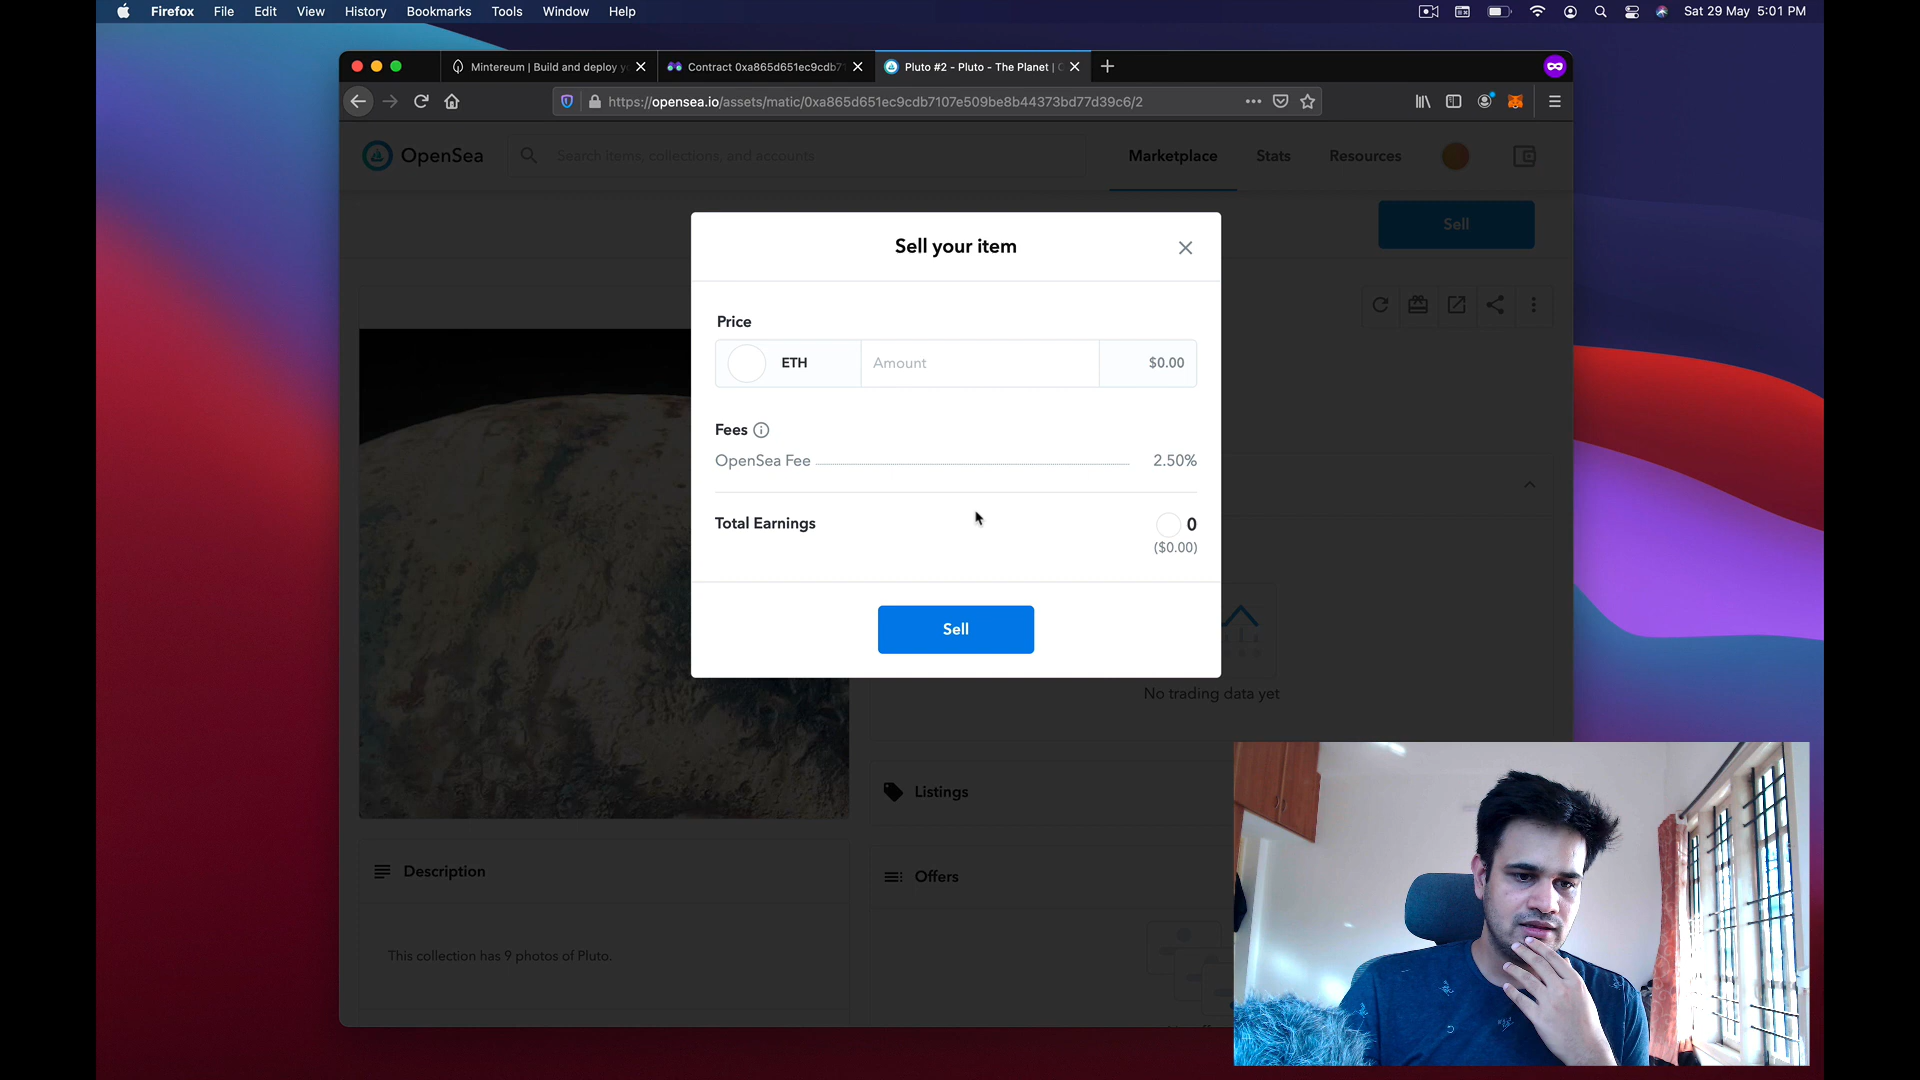 Firefox File Edit View History Bookmarks Tools Window Help Sat 29 May 5:01 PM
Mintereum | Build and deploy y Contract 0xa865d651ec9cdb7 Pluto #2 - Pluto - The Planet |
https://opensea.io/assets/matic/0xa865d651ec9cdb7107e509be8b44373bd77d39c6/2
OpenSea Search items, collections, and accounts Marketplace Stats Resources
Sell
Sell your item
Price
ETH Amount $0.00
Fees
OpenSea Fee 2.50%
Total Earnings 0
($0.00)
Sell
No trading data yet
Listings
Description
Offers
This collection has 9 photos of Pluto.